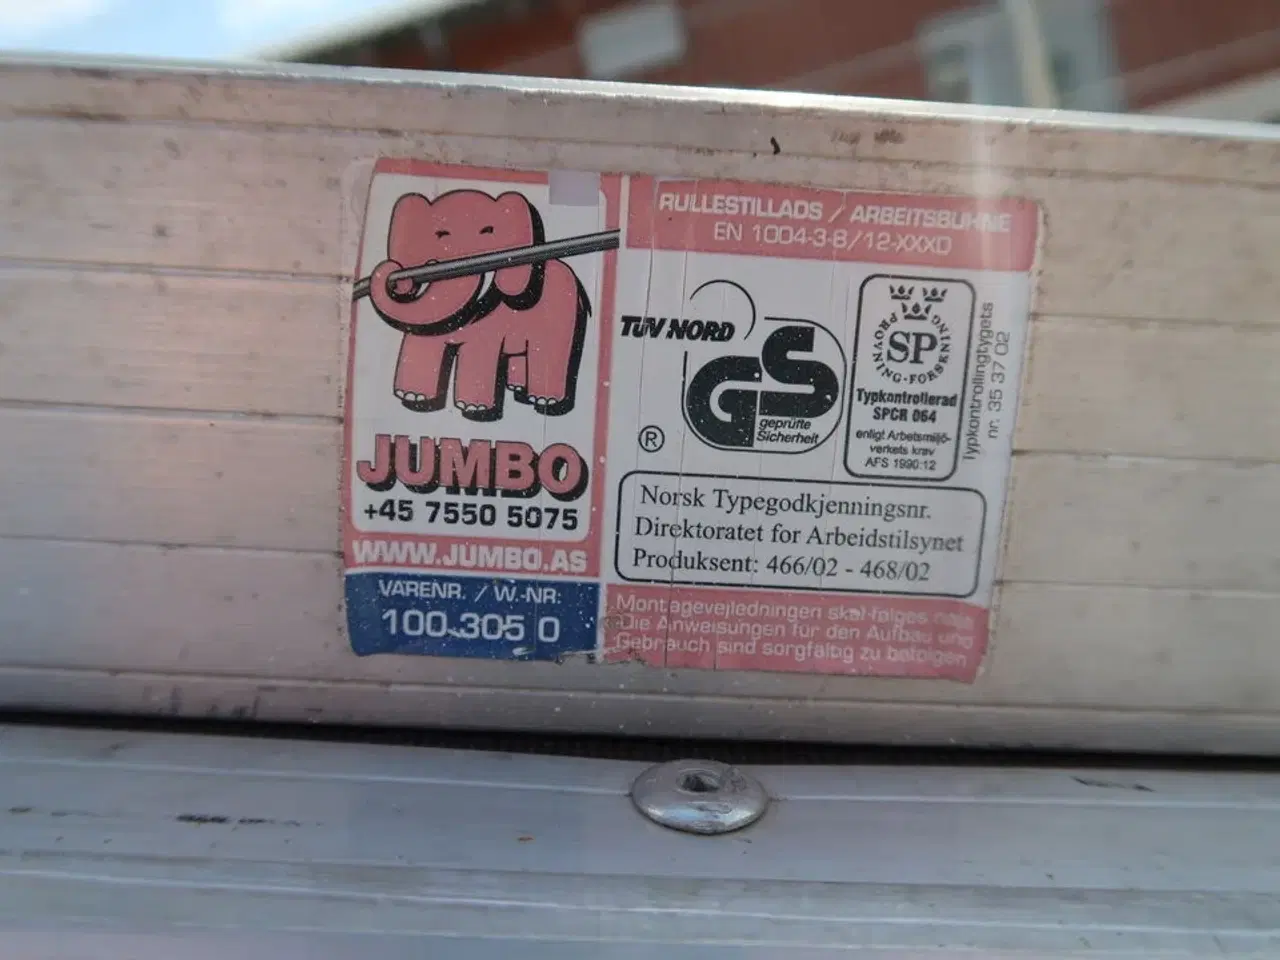 JUMBO
+45 7550 5075
WWW.JUMBO.AS
VARENR. / W.-NR:
100.305 0
RULLESTILLADS / ARBEITSBÜHNE
EN 1004-3-8/12-XXXD
TÜV NORD
GS
geprüfte
Sicherheit
®
PROVNING-FORSKNING
SP
Typkontrollerad
SPCR 064
enligt Arbetsmiljö-
verkets krav
AFS 1990:12
Typkontrollintygets
nr. 35 37 02
Norsk Typegodkjenningsnr.
Direktoratet for Arbeidstilsynet
Produksent: 466/02 - 468/02
Montagevejledningen skal følges nøje
Die Anweisungen für den Aufbau und
Gebrauch sind sorgfältig zu befolgen